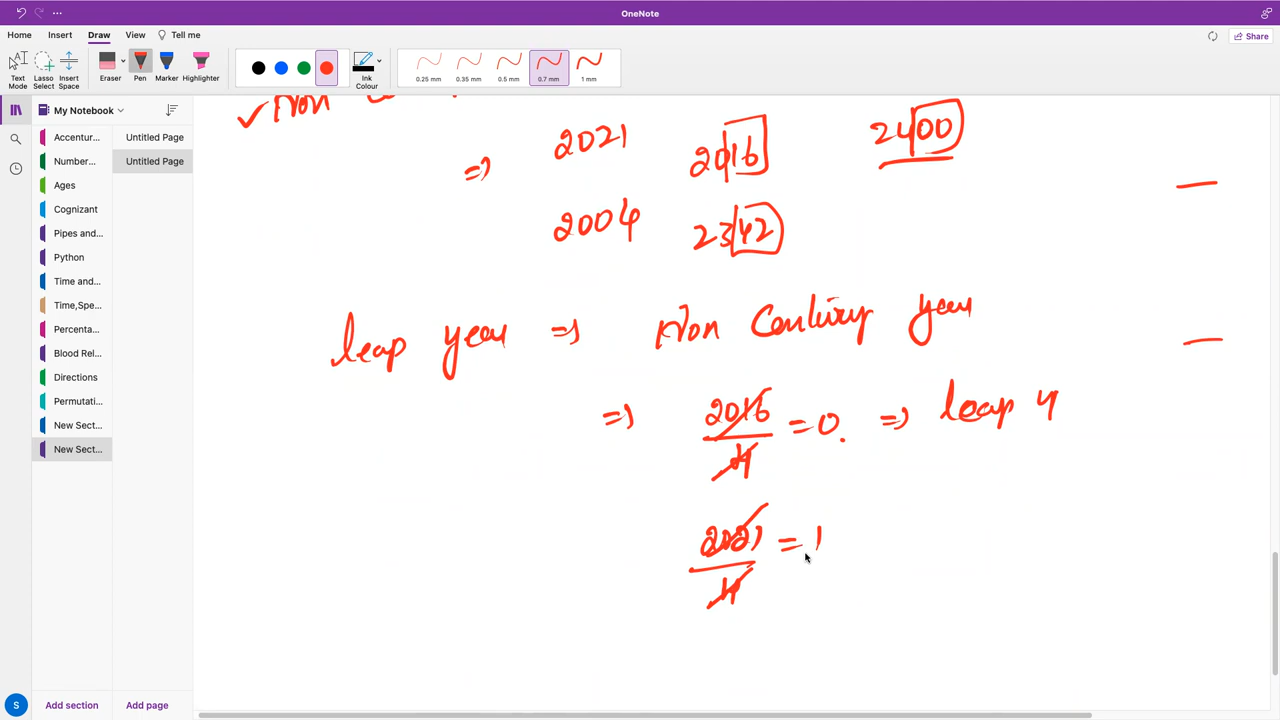 OneNote
Home Insert Draw View Tell me
Share
Text Mode
Lasso Select
Insert Space
Eraser
Pen
Marker
Highlighter
Ink Colour
0.25 mm 0.35 mm 0.5 mm 0.7 mm 1 mm
My Notebook
Accentur...
Number...
Ages
Cognizant
Pipes and...
Python
Time and...
Time,Spe...
Percenta...
Blood Rel...
Directions
Permutati...
New Sect...
New Sect...
Untitled Page
Untitled Page
Non
=> 2021 2016 2400
2004 2342
leap year => Non Century year
=> 2016/4 = 0. => leap y
2021/4 = 1
S
Add section Add page